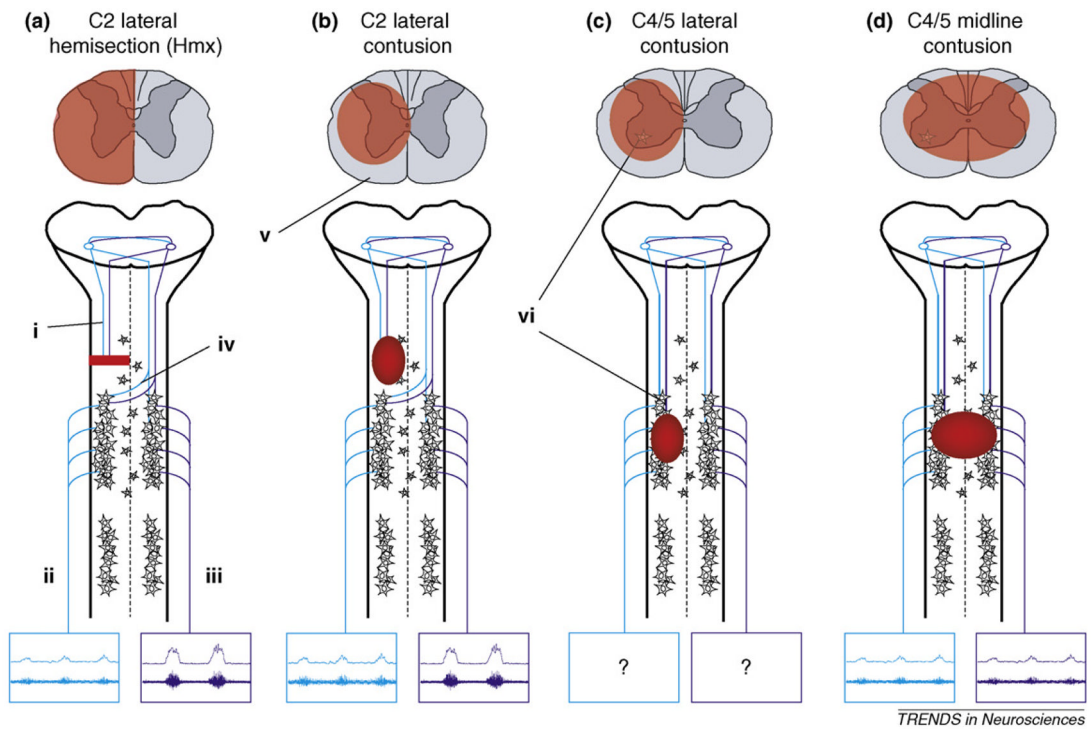 (a) C2 lateral
hemisection (Hmx)
(b) C2 lateral
contusion
(c) C4/5 lateral
contusion
(d) C4/5 midline
contusion
v
i
iv
vi
ii
iii
?
?
TRENDS in Neurosciences